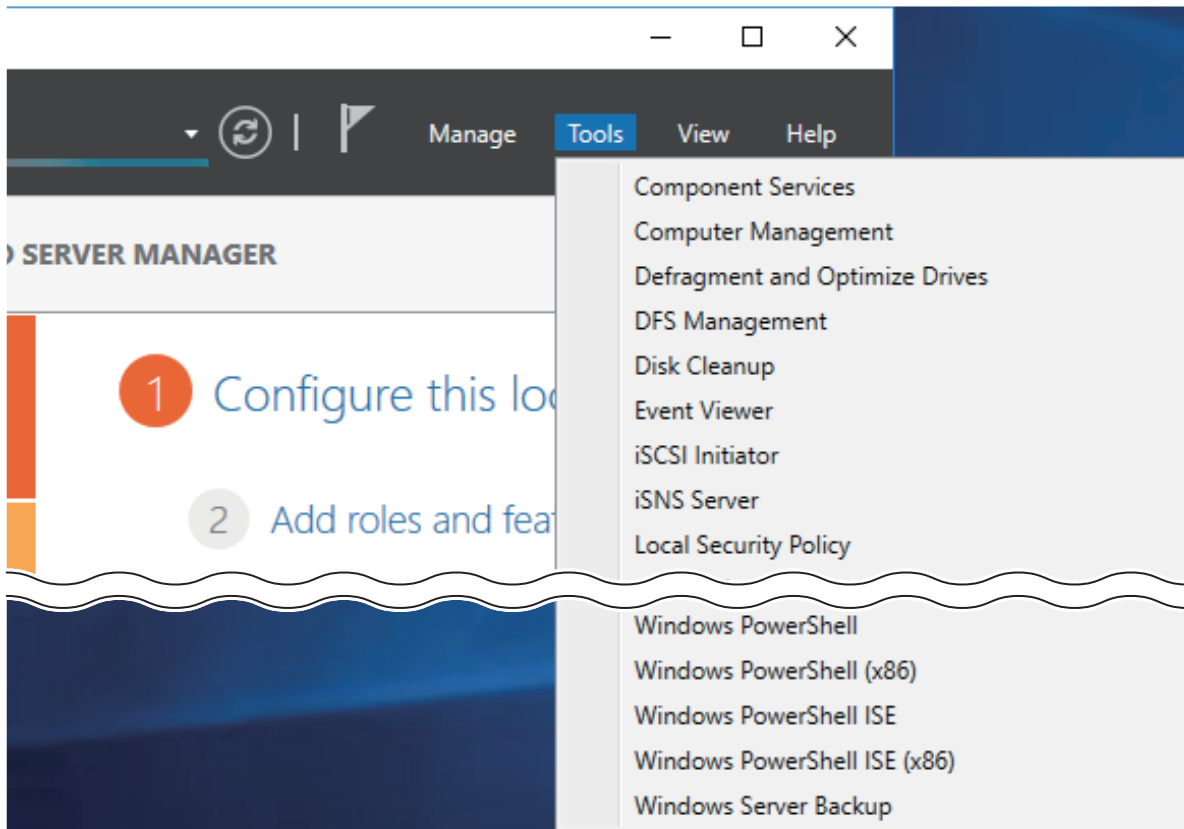 Manage Tools View Help
SERVER MANAGER
1 Configure this
2 Add roles and
Component Services
Computer Management
Defragment and Optimize Drives
DFS Management
Disk Cleanup
Event Viewer
iSCSI Initiator
iSNS Server
Local Security Policy
Windows PowerShell
Windows PowerShell (x86)
Windows PowerShell ISE
Windows PowerShell ISE (x86)
Windows Server Backup